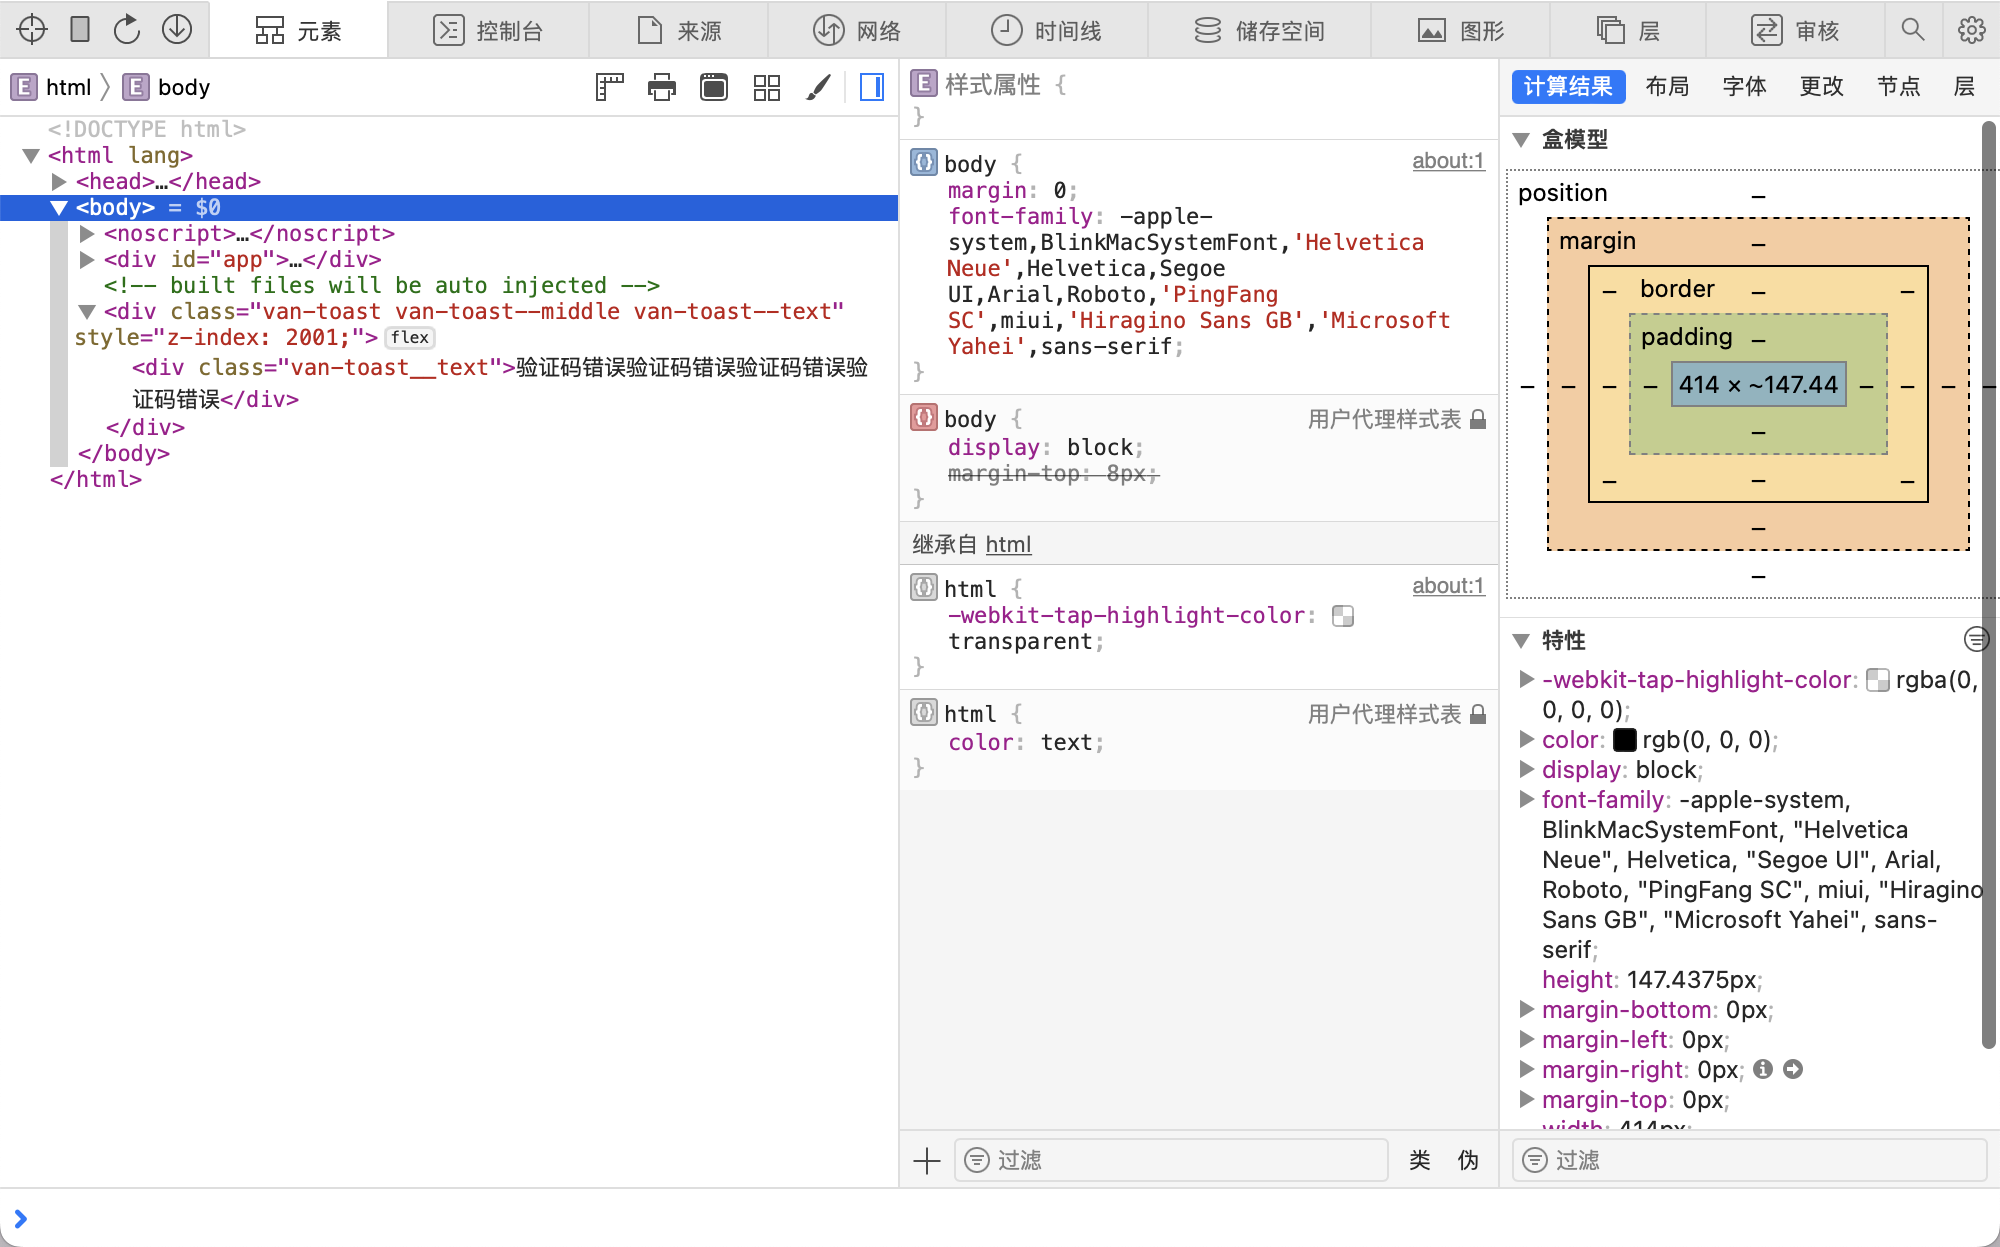 元素
控制台
来源
网络
时间线
储存空间
图形
层
审核
E html 〉 E body
<!DOCTYPE html>
<html lang>
<head>…</head>
<body> = $0
<noscript>…</noscript>
<div id="app">…</div>
<!-- built files will be auto injected -->
<div class="van-toast van-toast--middle van-toast--text"
style="z-index: 2001;"> flex
<div class="van-toast__text">验证码错误验证码错误验证码错误验
证码错误</div>
</div>
</body>
</html>
E 样式属性 {
}
body { about:1
margin: 0;
font-family: -apple-
system,BlinkMacSystemFont,'Helvetica
Neue',Helvetica,Segoe
UI,Arial,Roboto,'PingFang
SC',miui,'Hiragino Sans GB','Microsoft
Yahei',sans-serif;
}
body { 用户代理样式表
display: block;
margin-top: 8px;
}
继承自 html
html { about:1
-webkit-tap-highlight-color:
transparent;
}
html { 用户代理样式表
color: text;
}
过滤
类
伪
计算结果
布局
字体
更改
节点
层
盒模型
position –
margin –
– border – –
padding –
– – – – 414 × ~147.44 – – – –
–
– – –
–
–
特性
-webkit-tap-highlight-color: rgba(0,
0, 0, 0);
color: rgb(0, 0, 0);
display: block;
font-family: -apple-system,
BlinkMacSystemFont, "Helvetica
Neue", Helvetica, "Segoe UI", Arial,
Roboto, "PingFang SC", miui, "Hiragino
Sans GB", "Microsoft Yahei", sans-
serif;
height: 147.4375px;
margin-bottom: 0px;
margin-left: 0px;
margin-right: 0px;
margin-top: 0px;
width: 414px;
过滤